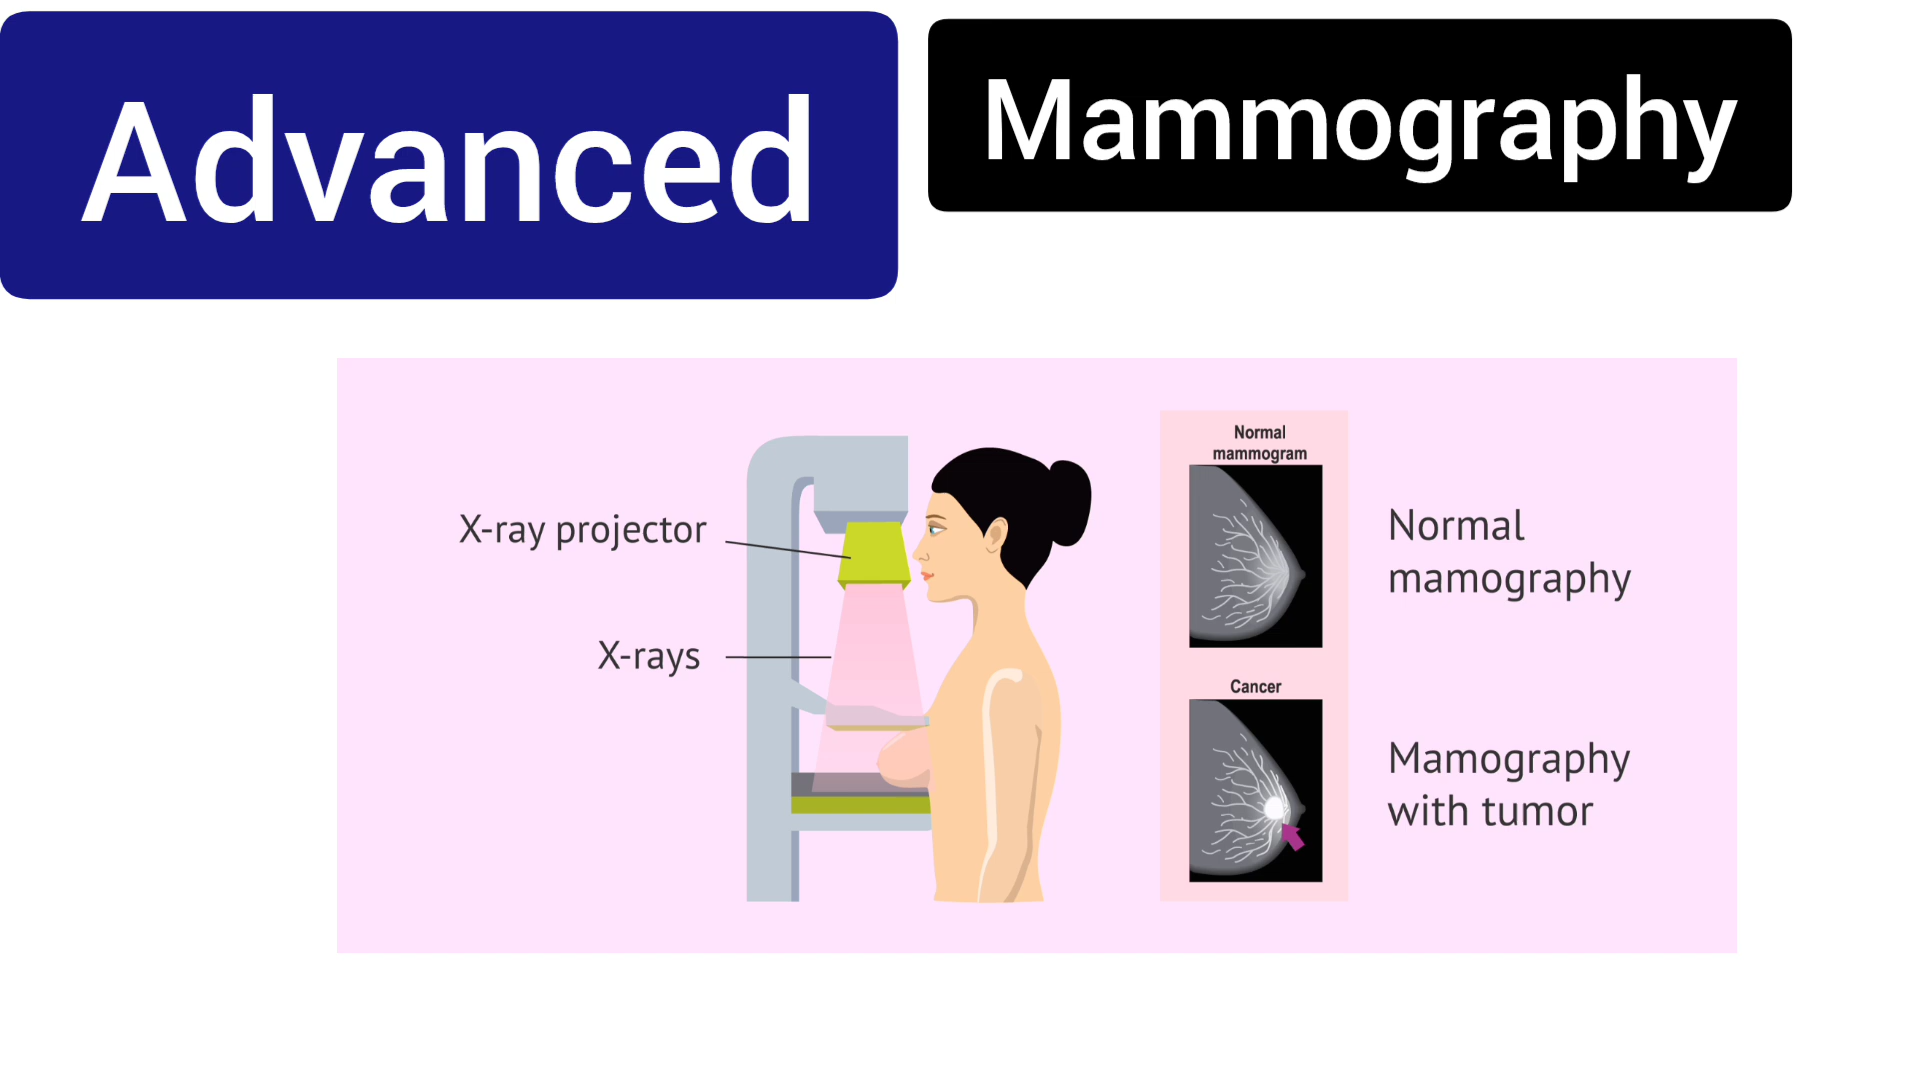 Advanced
Mammography
X-ray projector
X-rays
Normal
mammogram
Normal
mamography
Cancer
Mamography
with tumor